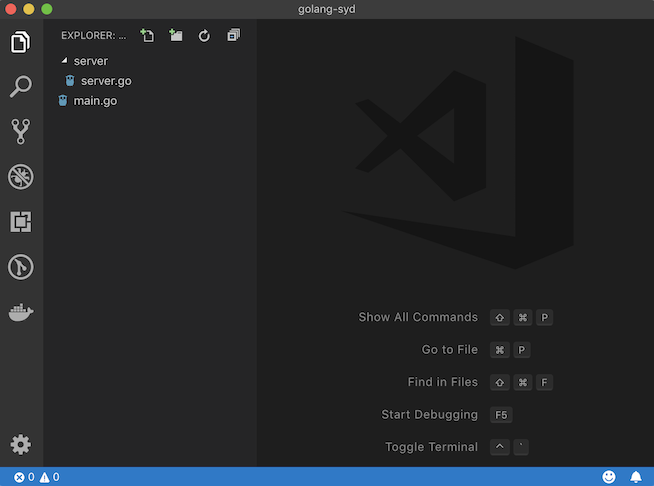 golang-syd
EXPLORER: ...
server
server.go
main.go
Show All Commands ⇧ ⌘ P
Go to File ⌘ P
Find in Files ⇧ ⌘ F
Start Debugging F5
Toggle Terminal ^ `
0 0